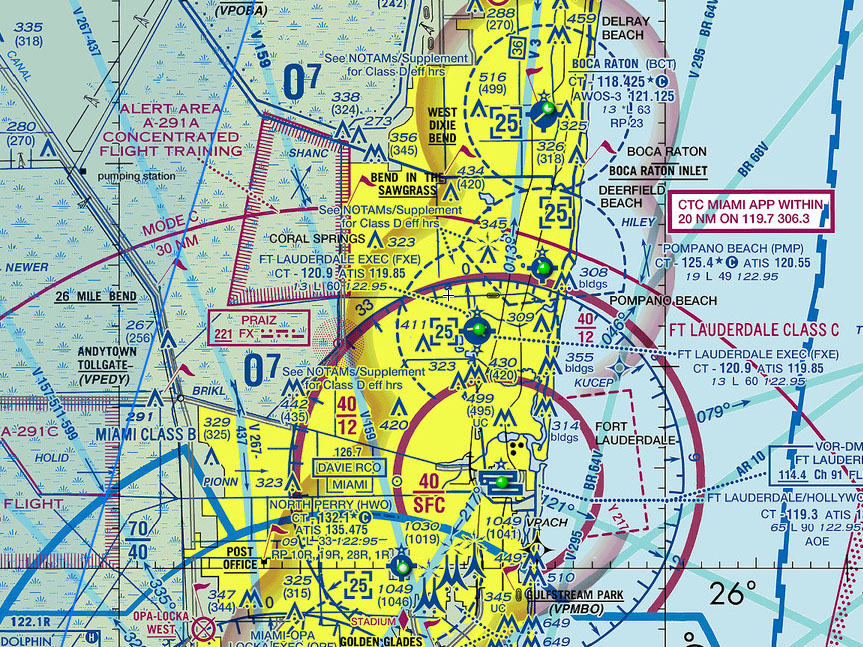 (VPOBA)
335
(318)
CANAL
267-437
V 159
(242)
288
(270)
36
V 3
459
DELRAY
BEACH
V 295
BR 64V
See NOTAMs/Supplement
for Class D eff hrs
07
BOCA RATON (BCT)
CT - 118.425 * C
AWOS-3 121.125
13 *L 63
RP 23
516
(499)
ALERT AREA
A-291A
CONCENTRATED
FLIGHT TRAINING
338
(324)
273
WEST
DIXIE
BEND
25
325
280
(270)
SHANC
356
(345)
326
(318)
BOCA RATON
BR 68V
pumping station
BEND IN THE
SAWGRASS
434
(420)
BOCA RATON INLET
DEERFIELD
BEACH
CTC MIAMI APP WITHIN
20 NM ON 119.7 306.3
MODE C
30 NM
See NOTAMs/Supplement
for Class D eff hrs
25
345
HILEY
CORAL SPRINGS
323
013°
NEWER
FT LAUDERDALE EXEC (FXE)
CT - 120.9 ATIS 119.85
13 L 60 122.95
POMPANO BEACH (PMP)
CT - 125.4 * C ATIS 120.55
19 L 49 122.95
0
308
bldgs
26 MILE BEND
33
POMPANO BEACH
PRAIZ
221 FX
309
40
12
046°
FT LAUDERDALE CLASS C
267
(256)
411
25
ANDYTOWN
TOLLGATE
(VPEDY)
07
323
430
(420)
355
bldgs
FT LAUDERDALE EXEC (FXE)
CT - 120.9 ATIS 119.85
13 L 60 122.95
See NOTAMs/Supplement
for Class D eff hrs
KUCEP
V 157-511-599
BRIKL
442
(435)
40
12
V 159
499
(495)
UC
079°
291
A-291C
MIAMI CLASS B
329
(325)
437
V 267-
420
314
bldgs
FORT
LAUDERDALE
6
HOLID
126.7
DAVIE RCO
MIAMI
BR 64V
AR 10
VOR-DM
FT LAUDERD
114.4 Ch 91 FL
FLIGHT
PIONN
323
40
SFC
FT LAUDERDALE/HOLLYWO
CT - 119.3 ATIS 1
65 L 90 122.95
AOE
NORTH PERRY (HWO)
CT - 132.1 * C
ATIS 135.475
09 *L 33 122.95
RP 10R, 19R, 28R, 1R
1030
(1019)
217°
121°
Y 217
1049
(1041)
VPACH
70
40
POST
OFFICE
449
V 295
12
335°
325
(315)
25
1049
(1046)
510
347
(344)
0
345
UC
GULFSTREAM PARK
(VPMBO)
26°
122.1R
DOLPHIN
H
OPA-LOCKA
WEST
STADIUM
649
MIAMI-OPA
LOCKA EXEC (OPF)
GOLDEN GLADES
649